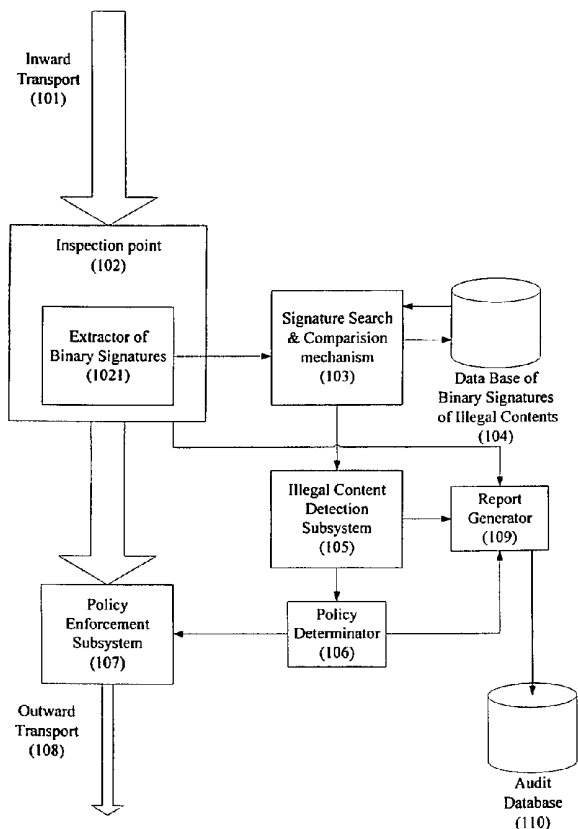 Inward
Transport
(101)
Inspection point
(102)
Extractor of
Binary Signatures
(1021)
Signature Search
& Comparision
mechanism
(103)
Data Base of
Binary Signatures
of Illegal Contents
(104)
Illegal Content
Detection
Subsystem
(105)
Report
Generator
(109)
Policy
Enforcement
Subsystem
(107)
Policy
Determinator
(106)
Outward
Transport
(108)
Audit
Database
(110)